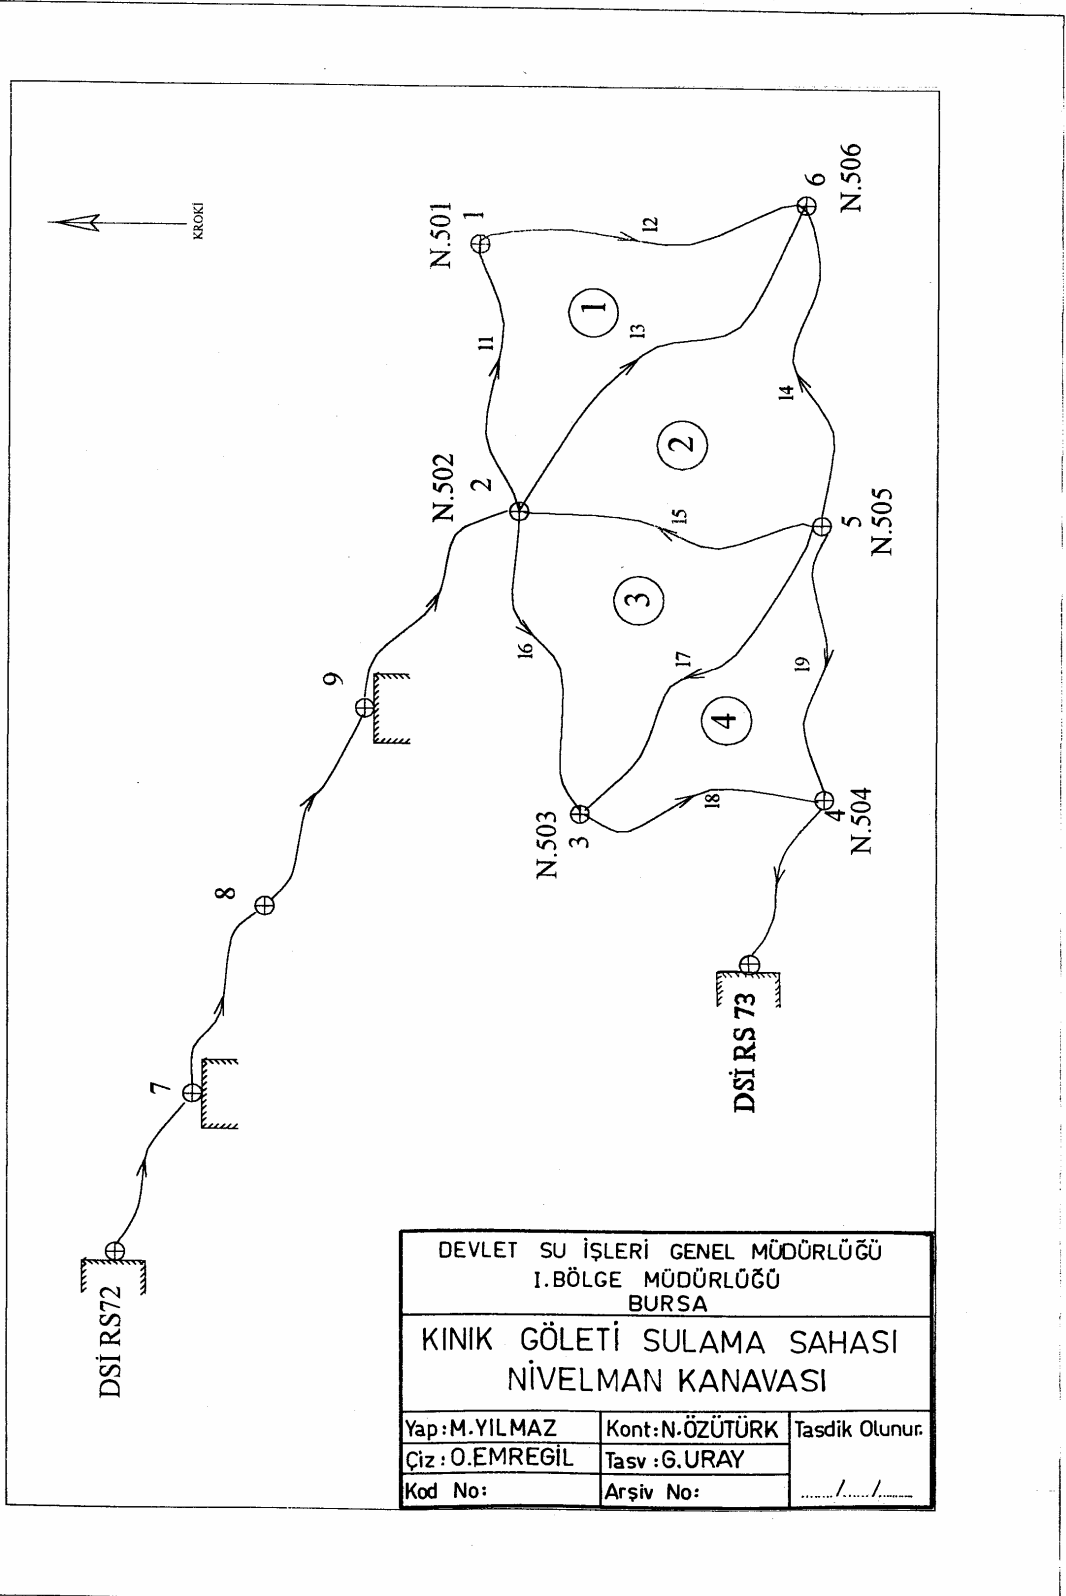 KROKİ
N.501
1
6
N.506
12
11
1
13
14
N.502
2
2
15
5
N.505
3
16
17
19
9
4
18
N.503
3
4
N.504
8
DSİ RS 73
7
DSİ RS72
DEVLET SU İŞLERİ GENEL MÜDÜRLÜĞÜ
I.BÖLGE MÜDÜRLÜĞÜ
BURSA
KINIK GÖLETİ SULAMA SAHASI
NİVELMAN KANAVASI
Yap:M.YILMAZ
Kont:N.ÖZÜTÜRK
Tasdik Olunur.
Çiz:O.EMREGİL
Tasv:G.URAY
Kod No:
Arşiv No:
......../....../.........